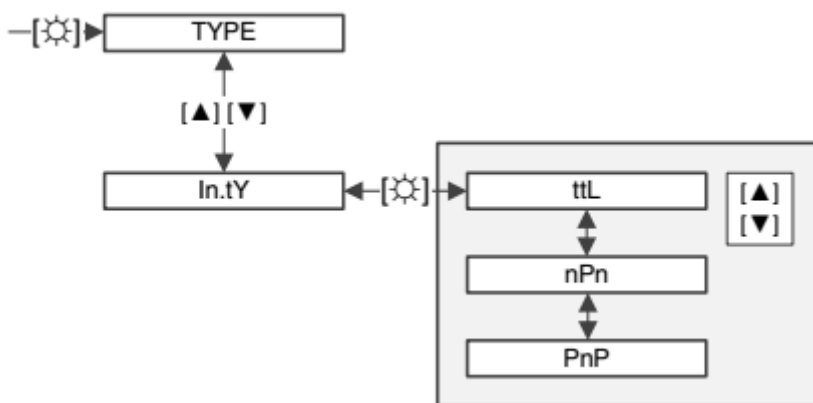 [☼] TYPE
[▲] [▼]
In.tY [☼] ttL [▲]
[▼]
nPn
PnP